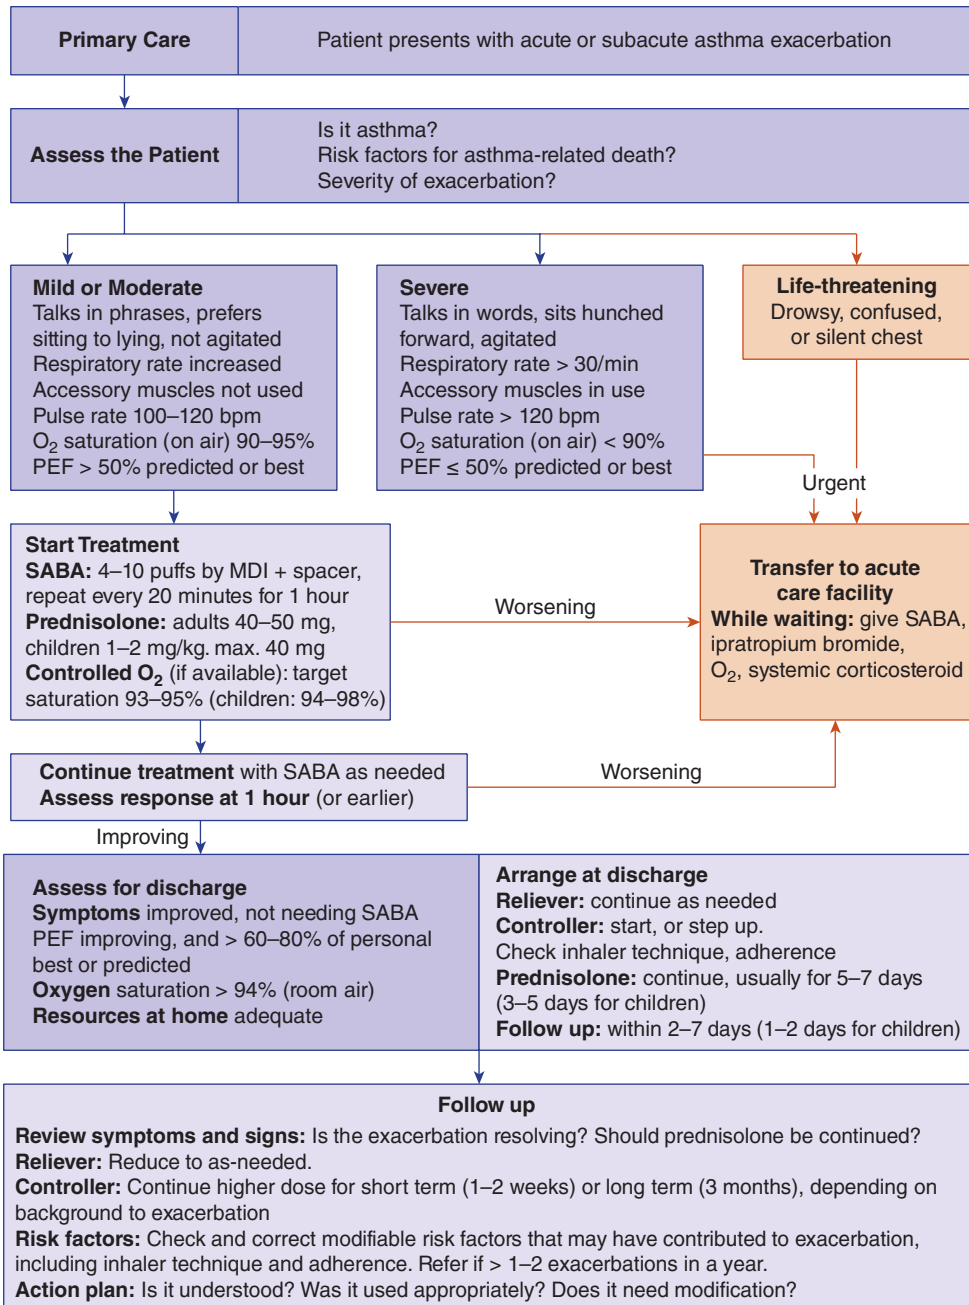 Primary Care
Patient presents with acute or subacute asthma exacerbation
Assess the Patient
Is it asthma?
Risk factors for asthma-related death?
Severity of exacerbation?
Mild or Moderate
Talks in phrases, prefers
sitting to lying, not agitated
Respiratory rate increased
Accessory muscles not used
Pulse rate 100–120 bpm
O₂ saturation (on air) 90–95%
PEF > 50% predicted or best
Severe
Talks in words, sits hunched
forward, agitated
Respiratory rate > 30/min
Accessory muscles in use
Pulse rate > 120 bpm
O₂ saturation (on air) < 90%
PEF ≤ 50% predicted or best
Life-threatening
Drowsy, confused,
or silent chest
Urgent
Start Treatment
SABA: 4–10 puffs by MDI + spacer,
repeat every 20 minutes for 1 hour
Prednisolone: adults 40–50 mg,
children 1–2 mg/kg. max. 40 mg
Controlled O₂ (if available): target
saturation 93–95% (children: 94–98%)
Worsening
Transfer to acute
care facility
While waiting: give SABA,
ipratropium bromide,
O₂, systemic corticosteroid
Continue treatment with SABA as needed
Assess response at 1 hour (or earlier)
Worsening
Improving
Assess for discharge
Symptoms improved, not needing SABA
PEF improving, and > 60–80% of personal
best or predicted
Oxygen saturation > 94% (room air)
Resources at home adequate
Arrange at discharge
Reliever: continue as needed
Controller: start, or step up.
Check inhaler technique, adherence
Prednisolone: continue, usually for 5–7 days
(3–5 days for children)
Follow up: within 2–7 days (1–2 days for children)
Follow up
Review symptoms and signs: Is the exacerbation resolving? Should prednisolone be continued?
Reliever: Reduce to as-needed.
Controller: Continue higher dose for short term (1–2 weeks) or long term (3 months), depending on
background to exacerbation
Risk factors: Check and correct modifiable risk factors that may have contributed to exacerbation,
including inhaler technique and adherence. Refer if > 1–2 exacerbations in a year.
Action plan: Is it understood? Was it used appropriately? Does it need modification?